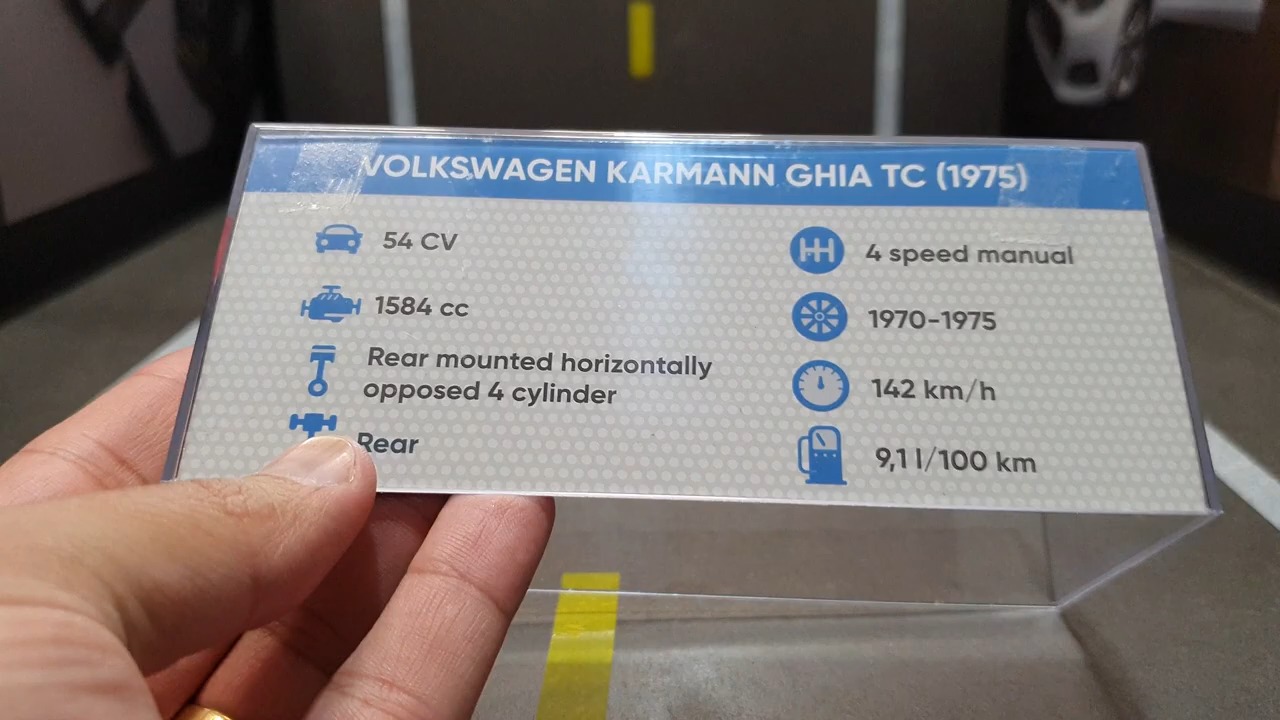 VOLKSWAGEN KARMANN GHIA TC (1975)
54 CV
1584 cc
Rear mounted horizontally
opposed 4 cylinder
Rear
4 speed manual
1970-1975
142 km/h
9,1 l/100 km